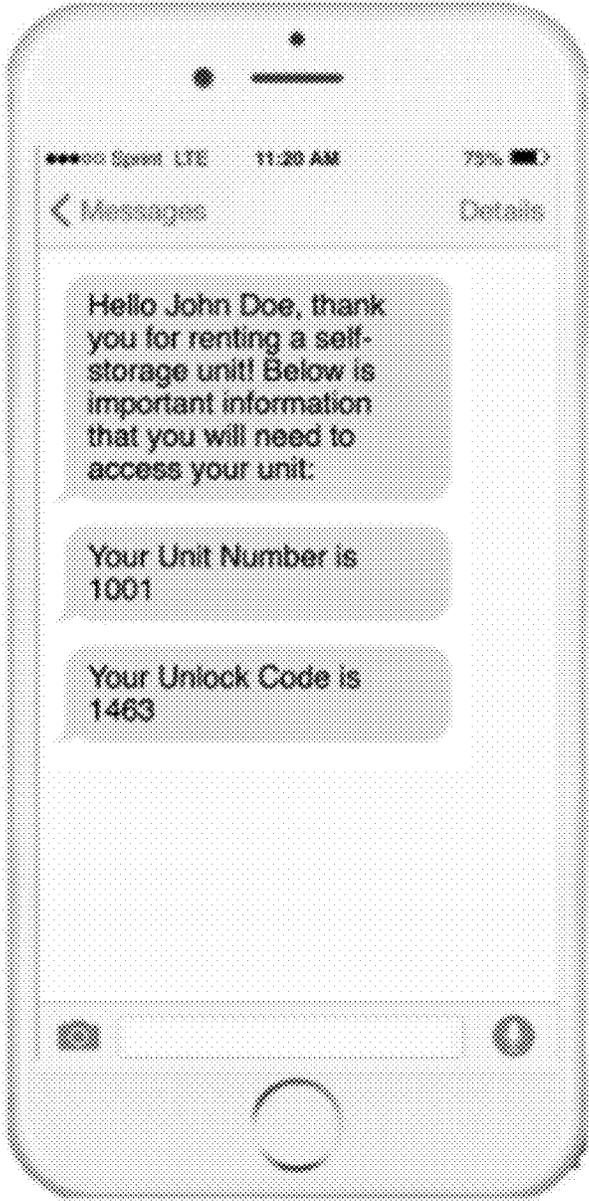 Sprint LTE 11:20 AM 79%
Messages Details
Hello John Doe, thank
you for renting a self-
storage unit! Below is
important information
that you will need to
access your unit:
Your Unit Number is
1001
Your Unlock Code is
1463